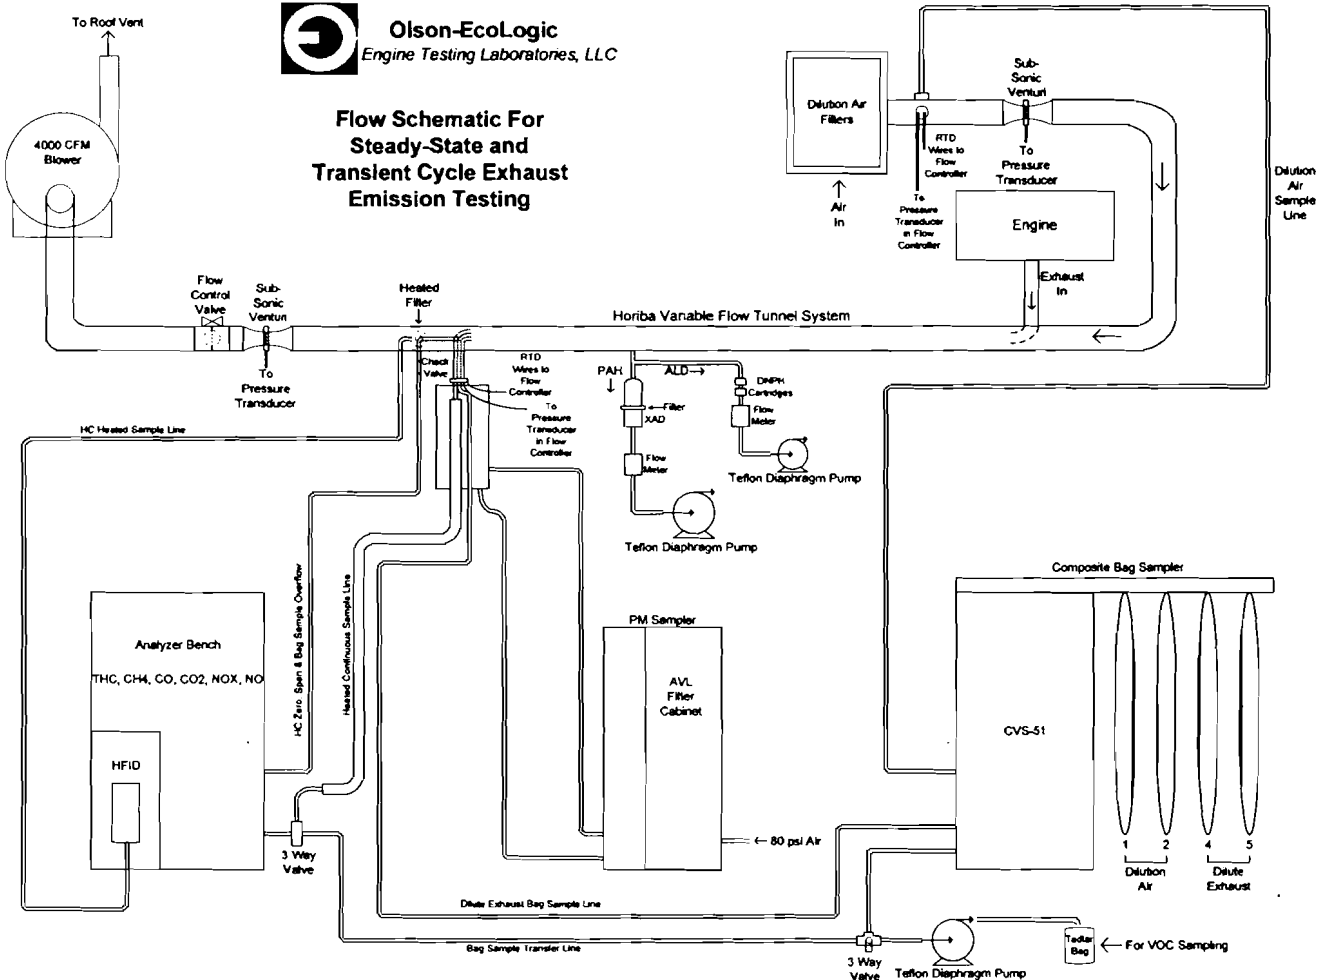 To Roof Vent
Olson-EcoLogic
Engine Testing Laboratories, LLC
Flow Schematic For
Steady-State and
Transient Cycle Exhaust
Emission Testing
4000 CFM
Blower
Dilution Air
Filters
Air
In
RTD
Wires to
Flow
Controller
To
Pressure
Transducer
in Flow
Controller
Sub-
Sonic
Venturi
To
Pressure
Transducer
Dilution
Air
Sample
Line
Engine
Exhaust
In
Flow
Control
Valve
Sub-
Sonic
Venturi
To
Pressure
Transducer
Heated
Filter
Horiba Variable Flow Tunnel System
Check
Valve
RTD
Wires to
Flow
Controller
To
Pressure
Transducer
in Flow
Controller
PAH
ALD
Filter
XAD
Flow
Meter
DNPH
Cartridges
Flow
Meter
Teflon Diaphragm Pump
Teflon Diaphragm Pump
HC Heated Sample Line
HC Zero Span & Bag Sample Overflow
Heated Continuous Sample Line
Analyzer Bench
THC, CH4, CO, CO2, NOX, NO
HFID
3 Way
Valve
PM Sampler
AVL
Filter
Cabinet
80 psi Air
Composite Bag Sampler
CVS-51
1
2
4
5
Dilution
Air
Dilute
Exhaust
Dilute Exhaust Bag Sample Line
Bag Sample Transfer Line
3 Way
Valve
Teflon Diaphragm Pump
Tedlar
Bag
For VOC Sampling